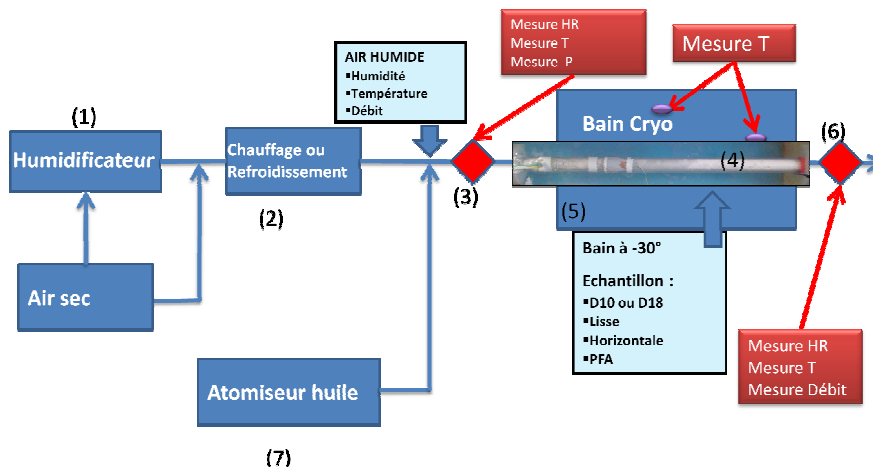 (1)
Humidificateur
Air sec
Chauffage ou
Refroidissement
(2)
AIR HUMIDE
▪Humidité
▪Température
▪Débit
Mesure HR
Mesure T
Mesure  P
(3)
Mesure T
Bain Cryo
(4)
(5)
(6)
Bain à -30°
Echantillon :
▪D10 ou D18
▪Lisse
▪Horizontale
▪PFA
Mesure HR
Mesure T
Mesure Débit
Atomiseur huile
(7)